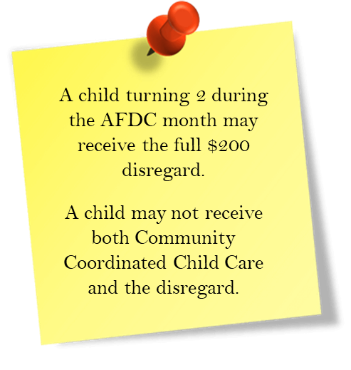 A child turning 2 during
the AFDC month may
receive the full $200
disregard.
A child may not receive
both Community
Coordinated Child Care
and the disregard.